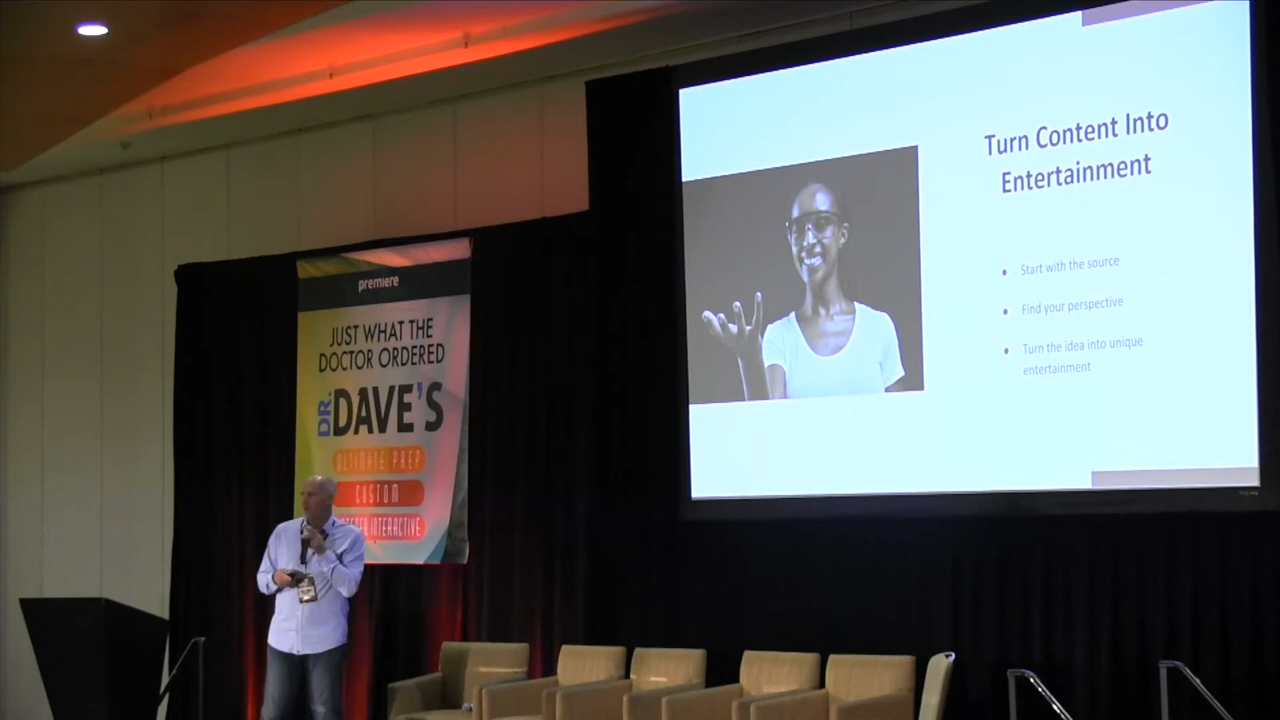 premiere
JUST WHAT THE
DOCTOR ORDERED
DR. DAVE'S
ULTIMATE PREP
CUSTOM
INTERACTIVE
Turn Content Into
Entertainment
• Start with the source
• Find your perspective
• Turn the idea into unique
entertainment